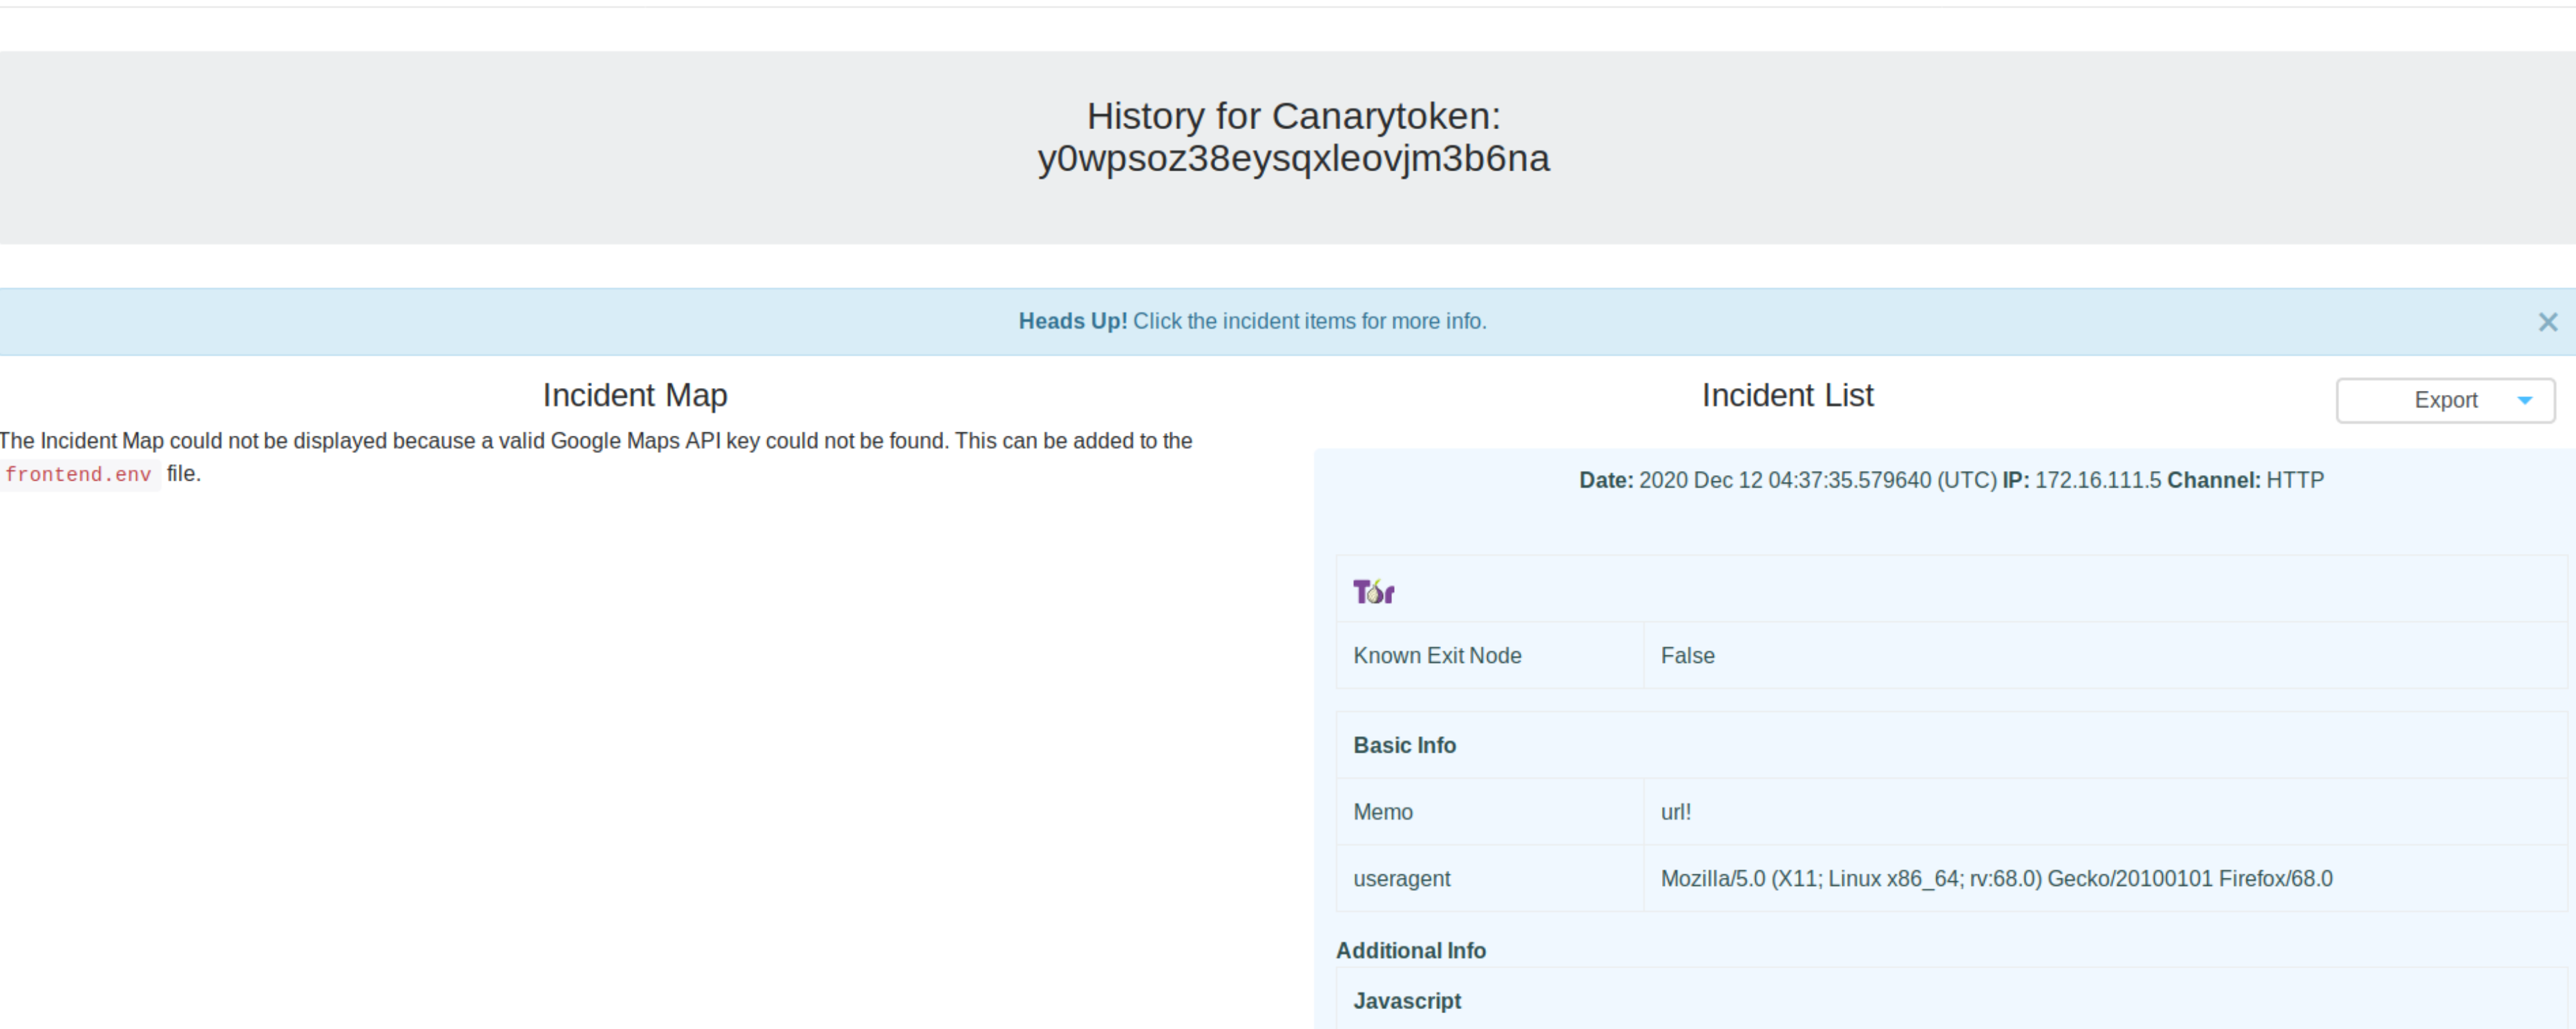 History for Canarytoken:
y0wpsoz38eysqxleovjm3b6na
Heads Up! Click the incident items for more info.
×
Incident Map
The Incident Map could not be displayed because a valid Google Maps API key could not be found. This can be added to the
frontend.env file.
Incident List
Export
Date: 2020 Dec 12 04:37:35.579640 (UTC) IP: 172.16.111.5 Channel: HTTP
Tor
Known Exit Node False
Basic Info
Memo url!
useragent Mozilla/5.0 (X11; Linux x86_64; rv:68.0) Gecko/20100101 Firefox/68.0
Additional Info
Javascript